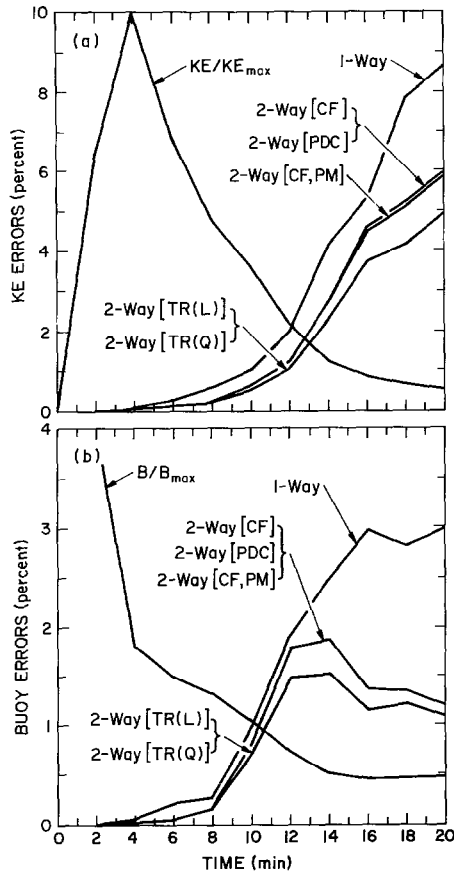 (a)
KE ERRORS (percent)
10
8
6
4
2
0
KE/KEmax
1-Way
2-Way [CF]
2-Way [PDC]
2-Way [CF, PM]
2-Way [TR(L)]
2-Way [TR(Q)]
(b)
BUOY ERRORS (percent)
4
3
2
1
0
B/Bmax
1-Way
2-Way [CF]
2-Way [PDC]
2-Way [CF, PM]
2-Way [TR(L)]
2-Way [TR(Q)]
0 2 4 6 8 10 12 14 16 18 20
TIME (min)